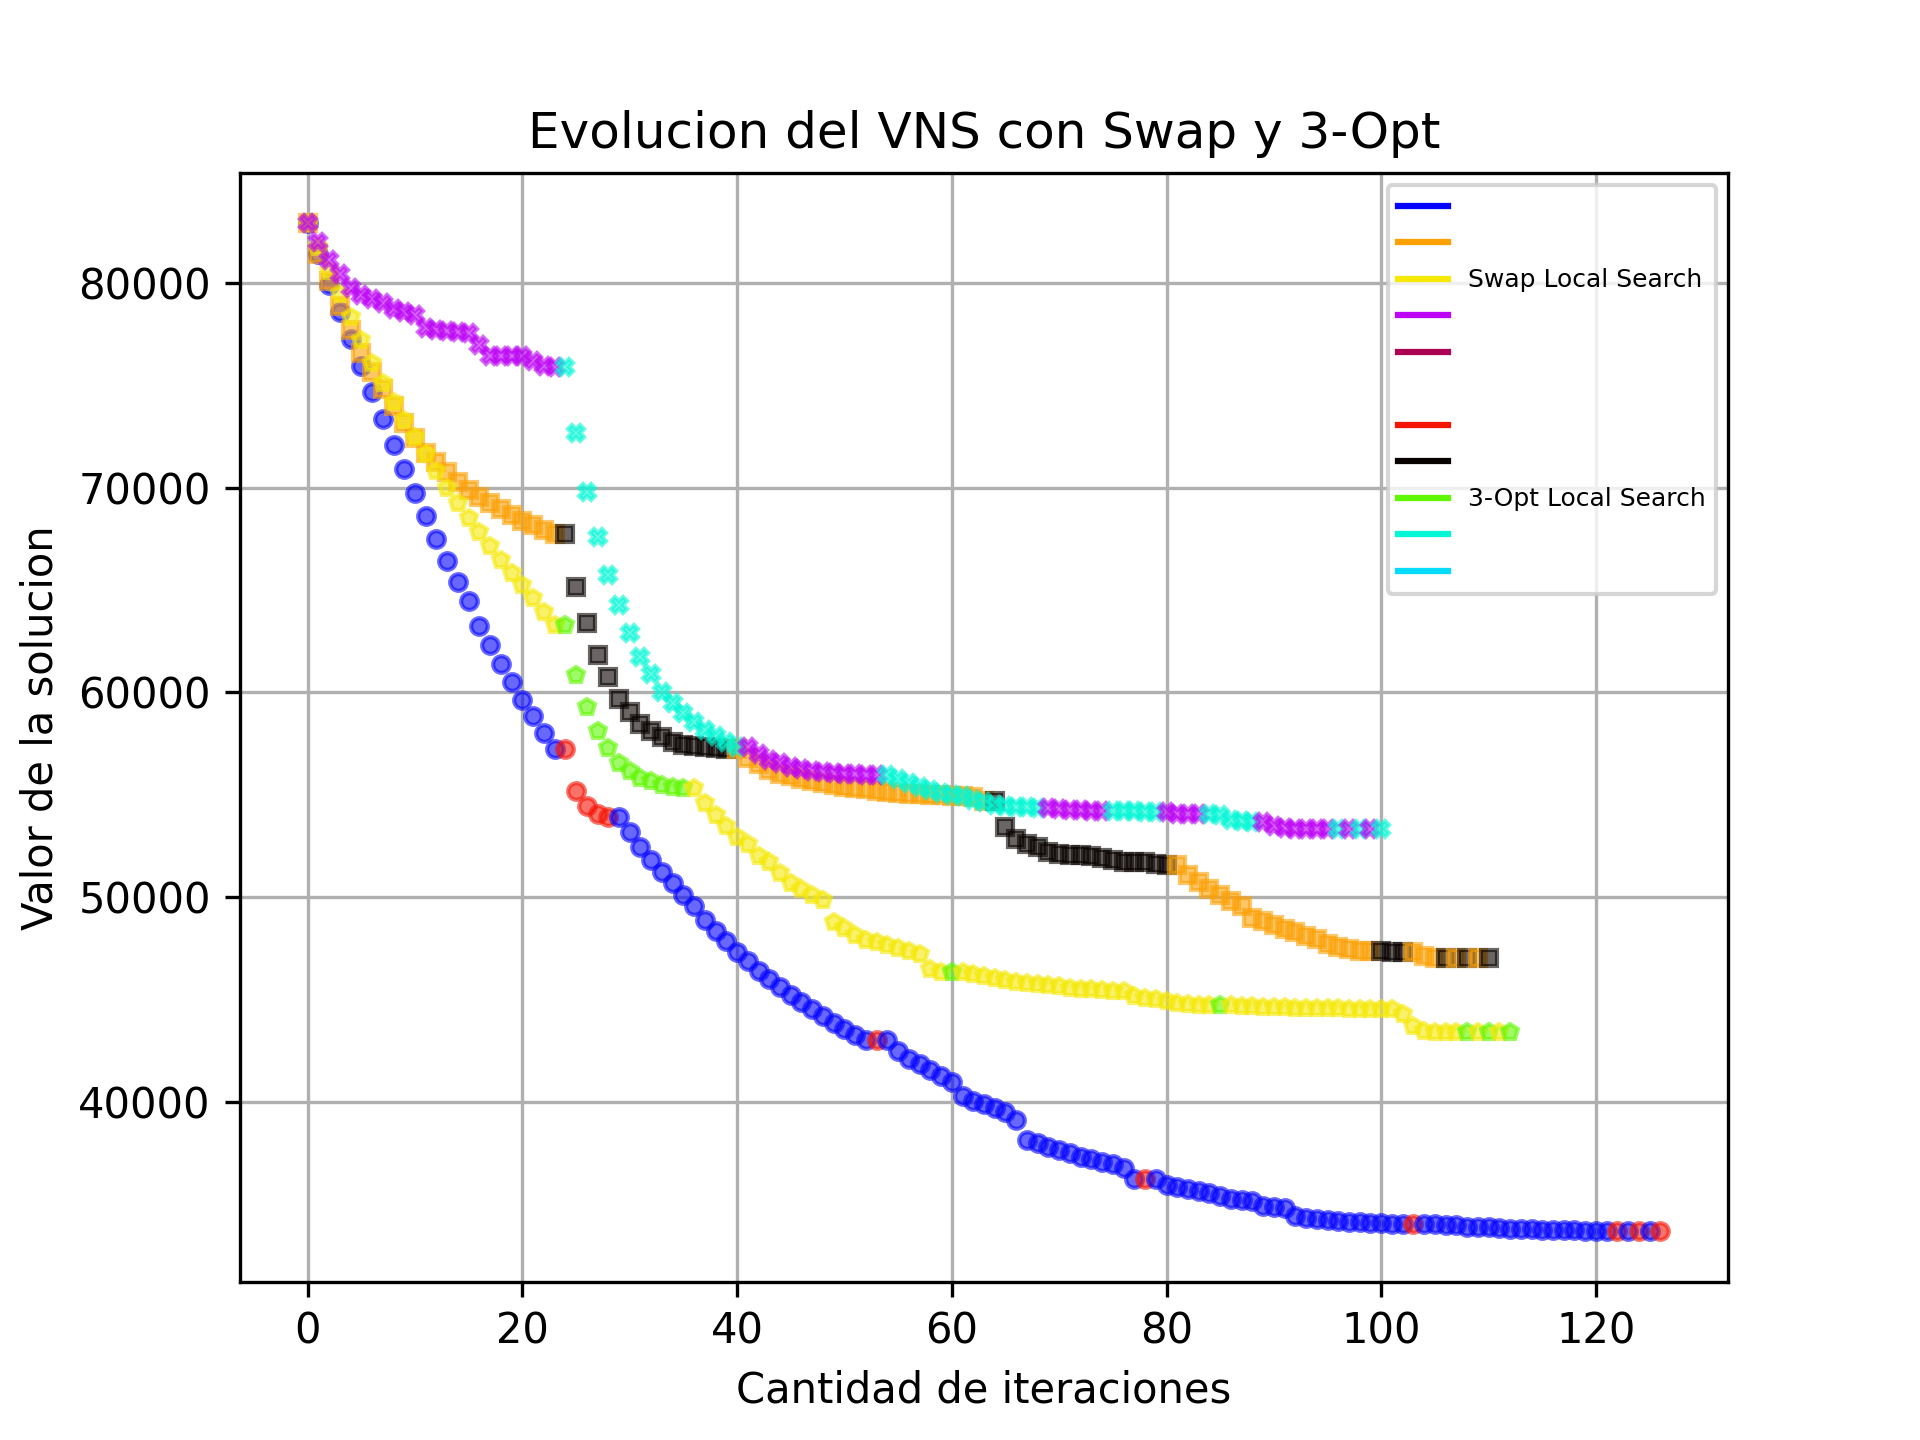 Evolucion del VNS con Swap y 3-Opt
Swap Local Search
3-Opt Local Search
Valor de la solucion
80000
70000
60000
50000
40000
0 20 40 60 80 100 120
Cantidad de iteraciones